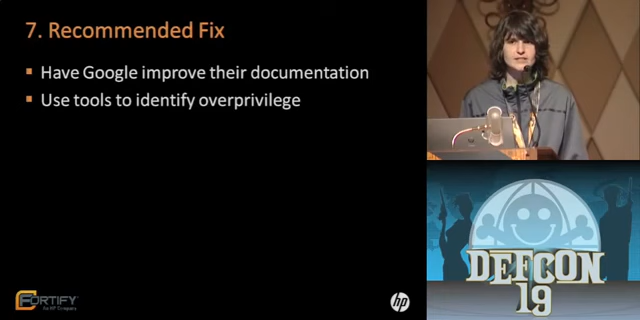 7. Recommended Fix
Have Google improve their documentation
Use tools to identify overprivilege
FORTIFY
An HP Company
hp
DEFCON
19